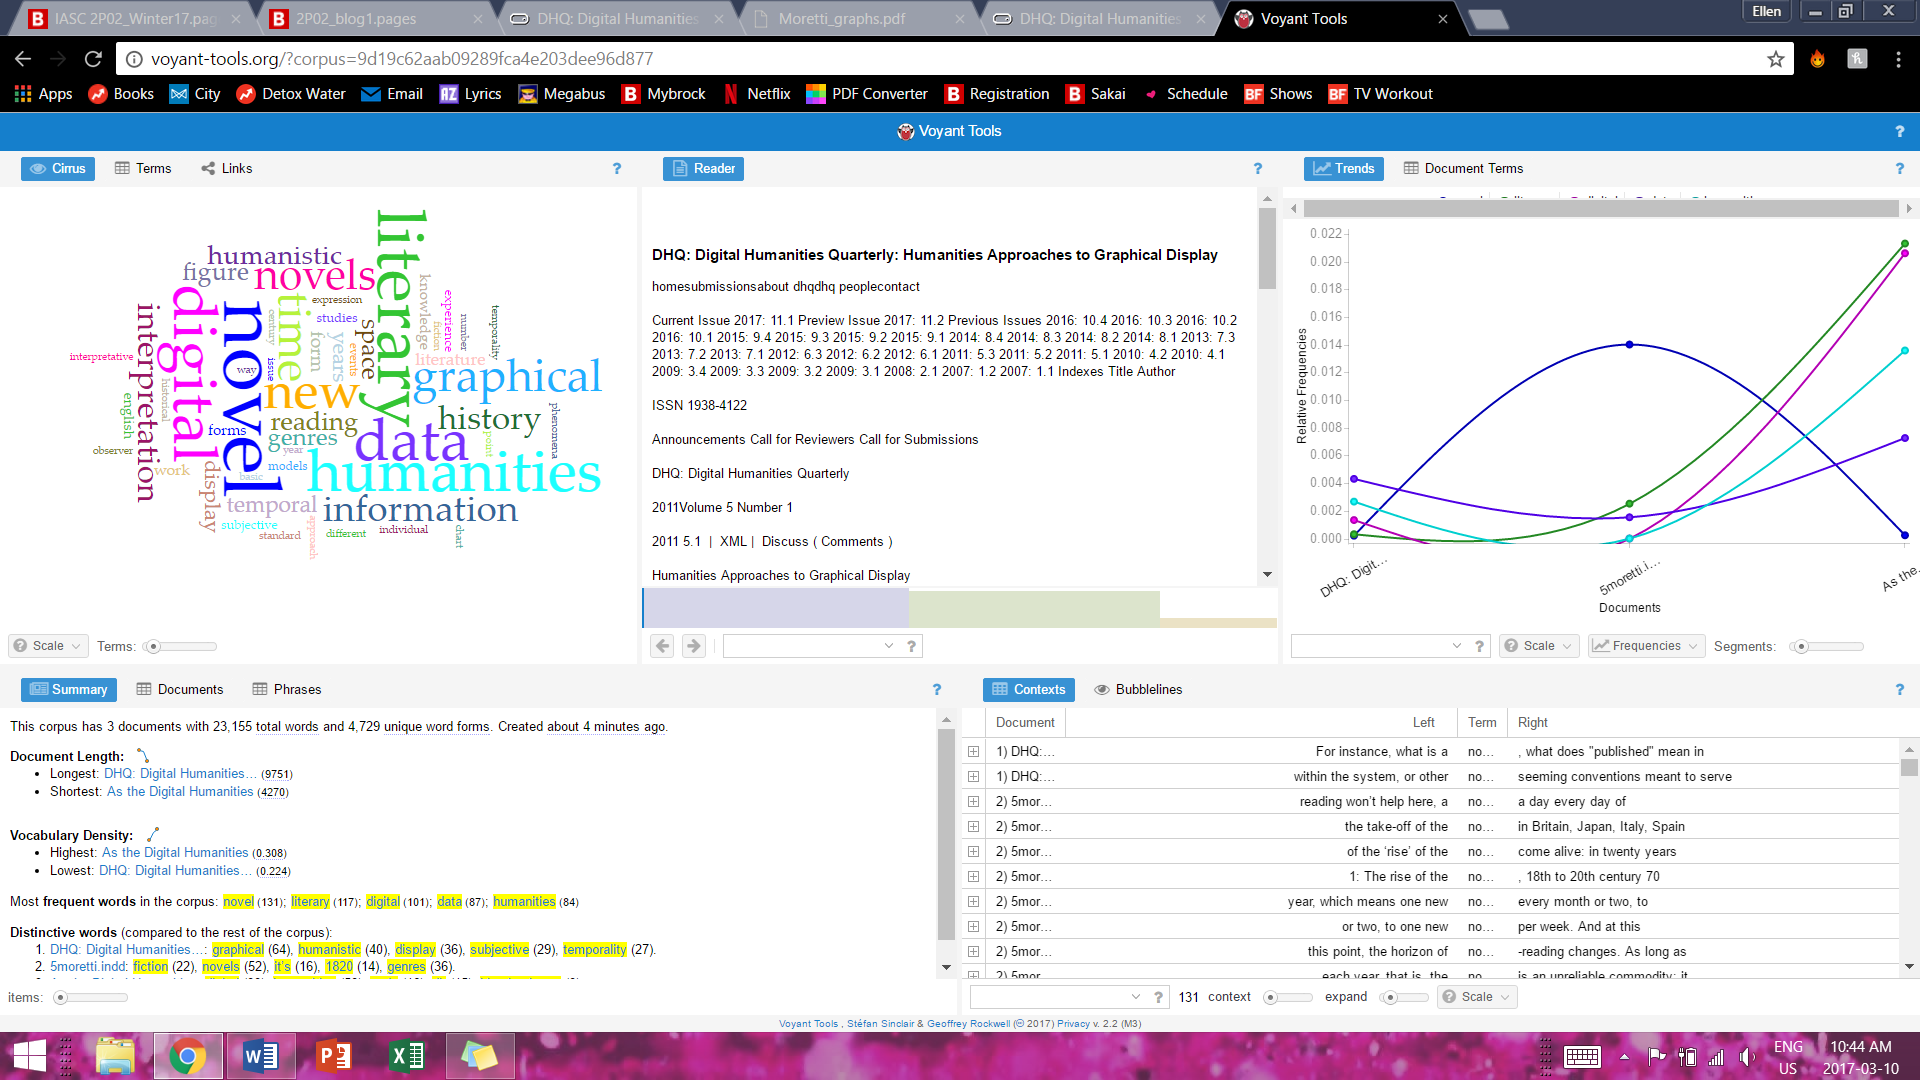 IASC 2P02_Winter17.pag
2P02_blog1.pages
DHQ: Digital Humanities
Moretti_graphs.pdf
DHQ: Digital Humanities
Voyant Tools
Ellen
voyant-tools.org/?corpus=9d19c62aab09289fca4e203dee96d877
Apps Books City Detox Water Email Lyrics Megabus Mybrock Netflix PDF Converter Registration Sakai Schedule Shows TV Workout
Voyant Tools ?
Cirrus Terms Links ?
literary
humanistic
figure
novels
knowledge
expression
experience
digital
time
century
studies
fiction
number
temporality
interpretation
novel
form
years
space
events
literature
interpretative
issue
way
graphical
historical
new
english
reading
history
phenomena
forms
genres
data
point
observer
year
work
models
humanities
display
basic
temporal
information
subjective
standard
approach
different
individual
chart
Scale Terms:
Reader ?
DHQ: Digital Humanities Quarterly: Humanities Approaches to Graphical Display
homesubmissionsabout dhqdhq peoplecontact
Current Issue 2017: 11.1 Preview Issue 2017: 11.2 Previous Issues 2016: 10.4 2016: 10.3 2016: 10.2
2016: 10.1 2015: 9.4 2015: 9.3 2015: 9.2 2015: 9.1 2014: 8.4 2014: 8.3 2014: 8.2 2014: 8.1 2013: 7.3
2013: 7.2 2013: 7.1 2012: 6.3 2012: 6.2 2012: 6.1 2011: 5.3 2011: 5.2 2011: 5.1 2010: 4.2 2010: 4.1
2009: 3.4 2009: 3.3 2009: 3.2 2009: 3.1 2008: 2.1 2007: 1.2 2007: 1.1 Indexes Title Author
ISSN 1938-4122
Announcements Call for Reviewers Call for Submissions
DHQ: Digital Humanities Quarterly
2011Volume 5 Number 1
2011 5.1 | XML | Discuss ( Comments )
Humanities Approaches to Graphical Display
?
Trends Document Terms ?
0.022
0.020
0.018
0.016
0.014
0.012
0.010
0.008
0.006
0.004
0.002
0.000
Relative Frequencies
DHQ: Digit...
5moretti.i...
As the
Documents
? Scale Frequencies Segments:
Summary Documents Phrases ?
This corpus has 3 documents with 23,155 total words and 4,729 unique word forms. Created about 4 minutes ago.
Document Length:
Longest: DHQ: Digital Humanities... (9751)
Shortest: As the Digital Humanities (4270)
Vocabulary Density:
Highest: As the Digital Humanities (0.308)
Lowest: DHQ: Digital Humanities... (0.224)
Most frequent words in the corpus: novel (131); literary (117); digital (101); data (87); humanities (84)
Distinctive words (compared to the rest of the corpus):
1. DHQ: Digital Humanities...: graphical (64), humanistic (40), display (36), subjective (29), temporality (27).
2. 5moretti.indd: fiction (22), novels (52), it's (16), 1820 (14), genres (36).
items:
Contexts Bubblelines ?
Document Left Term Right
1) DHQ:... For instance, what is a no... , what does "published" mean in
1) DHQ:... within the system, or other no... seeming conventions meant to serve
2) 5mor... reading won't help here, a no... a day every day of
2) 5mor... the take-off of the no... in Britain, Japan, Italy, Spain
2) 5mor... of the ‘rise’ of the no... come alive: in twenty years
2) 5mor... 1: The rise of the no... , 18th to 20th century 70
2) 5mor... year, which means one new no... every month or two, to
2) 5mor... or two, to one new no... per week. And at this
2) 5mor... this point, the horizon of no... -reading changes. As long as
2) 5mor... each year, that is, the no... is an unreliable commodity: it
? 131 context expand Scale
Voyant Tools , Stéfan Sinclair & Geoffrey Rockwell (© 2017) Privacy v. 2.2 (M3)
ENG 10:44 AM
US 2017-03-10